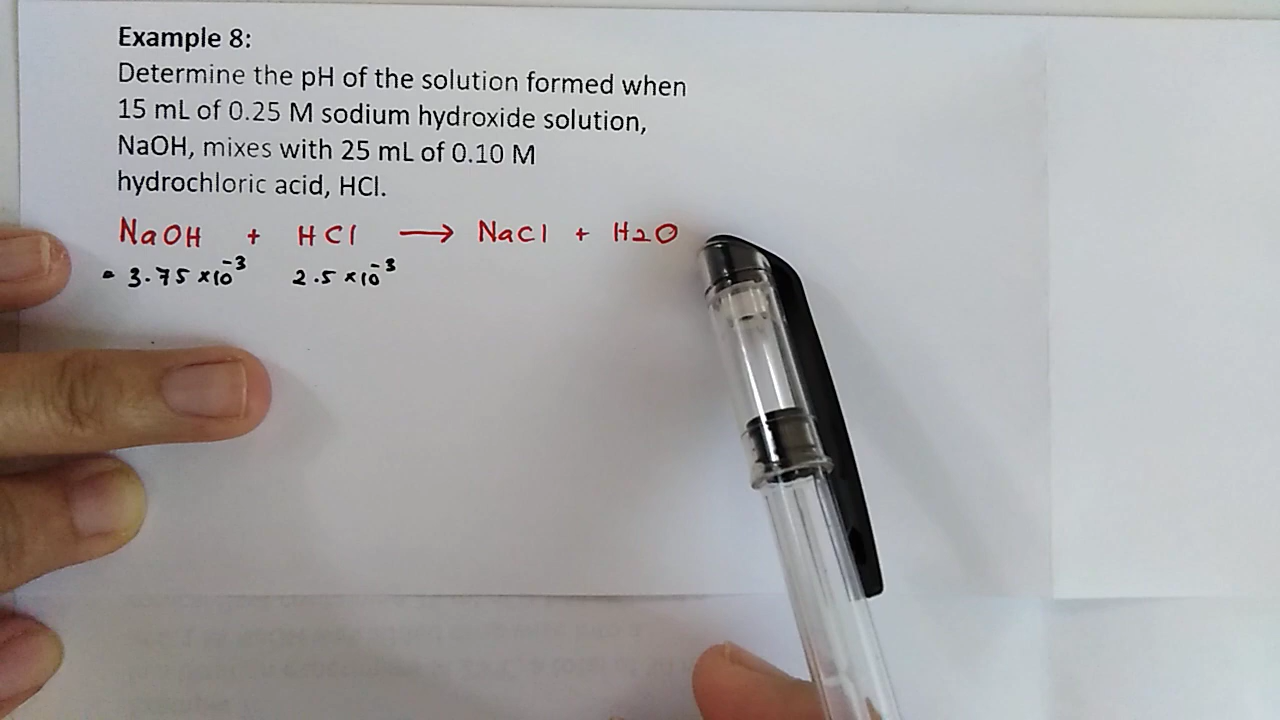 Example 8:
Determine the pH of the solution formed when
15 mL of 0.25 M sodium hydroxide solution,
NaOH, mixes with 25 mL of 0.10 M
hydrochloric acid, HCl.
NaOH + HCl → NaCl + H2O
3.75 ×10⁻³ 2.5 ×10⁻³